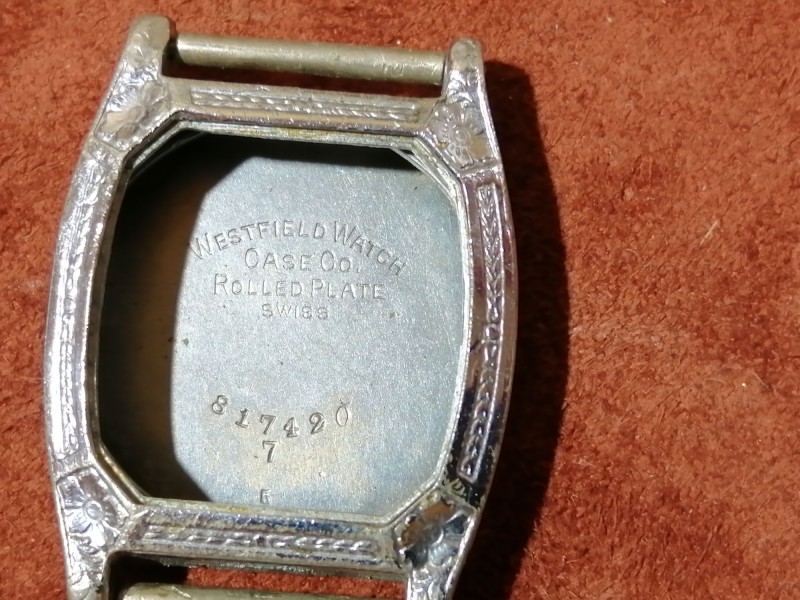 WESTFIELD WATCH
CASE CO.
ROLLED PLATE
SWISS
817420
7